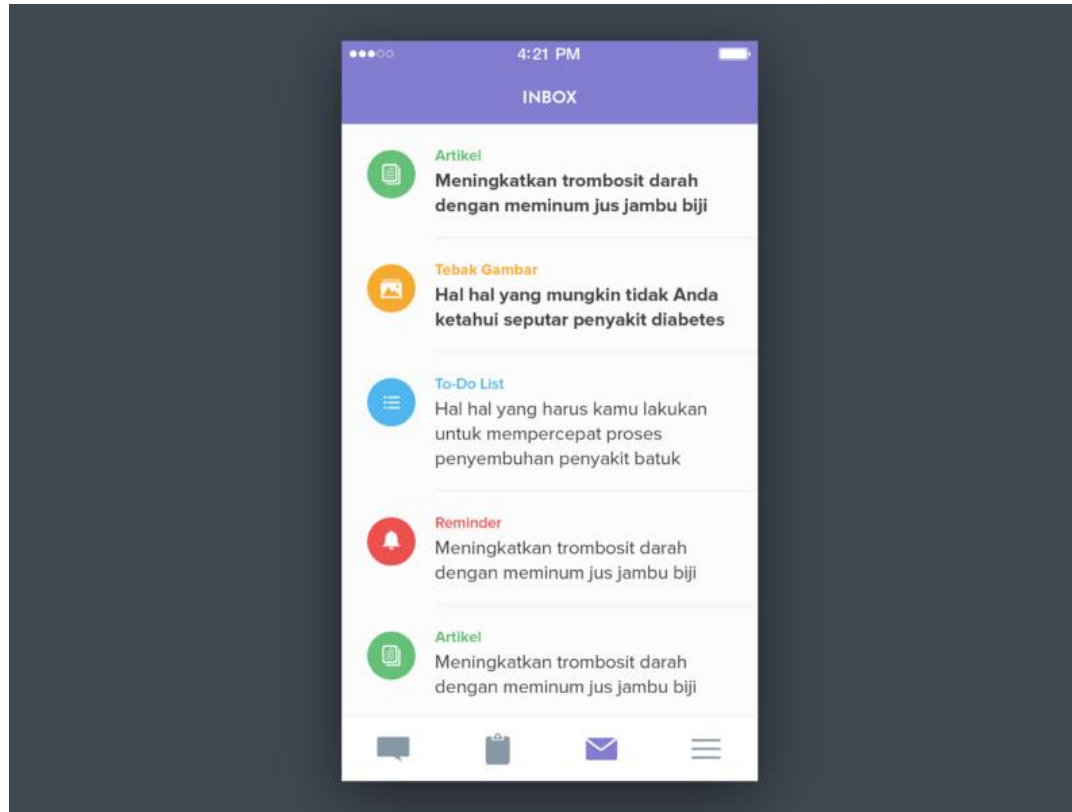 4:21 PM
INBOX
Artikel
Meningkatkan trombosit darah
dengan meminum jus jambu biji
Tebak Gambar
Hal hal yang mungkin tidak Anda
ketahui seputar penyakit diabetes
To-Do List
Hal hal yang harus kamu lakukan
untuk mempercepat proses
penyembuhan penyakit batuk
Reminder
Meningkatkan trombosit darah
dengan meminum jus jambu biji
Artikel
Meningkatkan trombosit darah
dengan meminum jus jambu biji